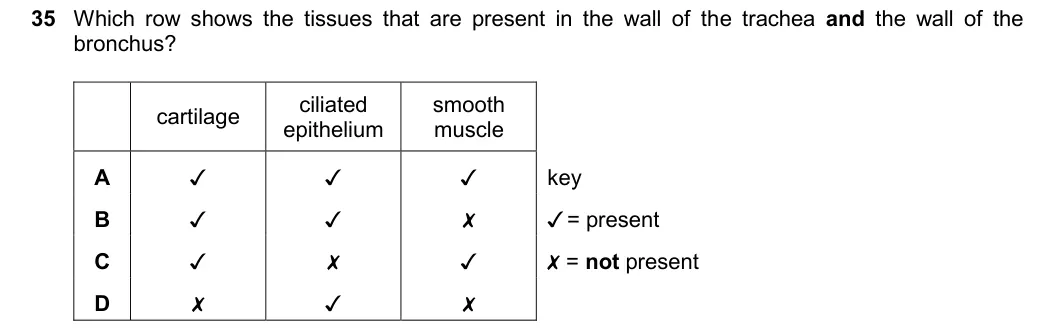 35 Which row shows the tissues that are present in the wall of the trachea and the wall of the
bronchus?
cartilage ciliated epithelium smooth muscle
A ✓ ✓ ✓ key
B ✓ ✓ ✗ ✓ = present
C ✓ ✗ ✓ ✗ = not present
D ✗ ✓ ✗